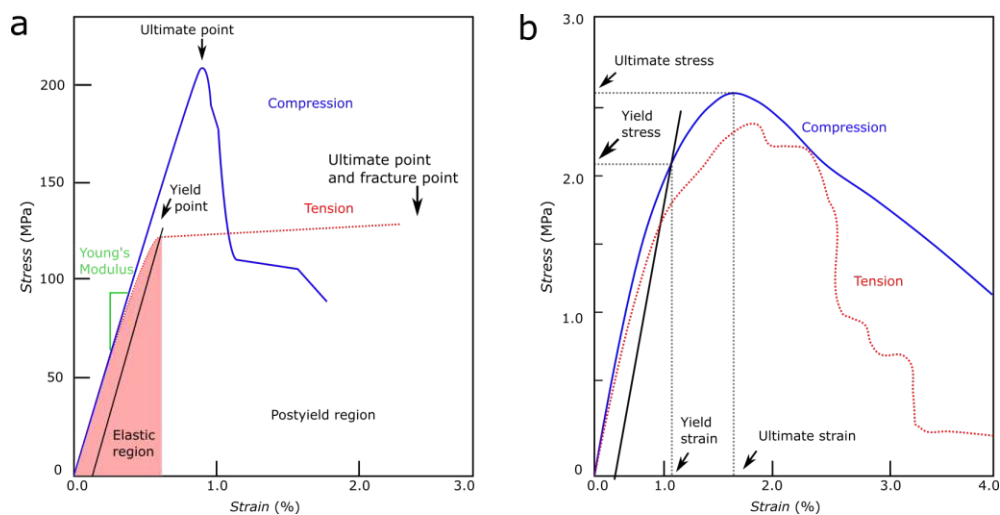 a
Ultimate point
200
Compression
Ultimate point
and fracture point
Yield
point
150
Tension
Stress (MPa)
Young's
Modulus
100
50
Postyield region
Elastic
region
0
0.0
1.0
2.0
3.0
Strain (%)
b
3.0
Ultimate stress
Yield
stress
Compression
2.0
Stress (MPa)
Tension
1.0
Yield
strain
Ultimate strain
0
0.0
1.0
2.0
3.0
4.0
Strain (%)